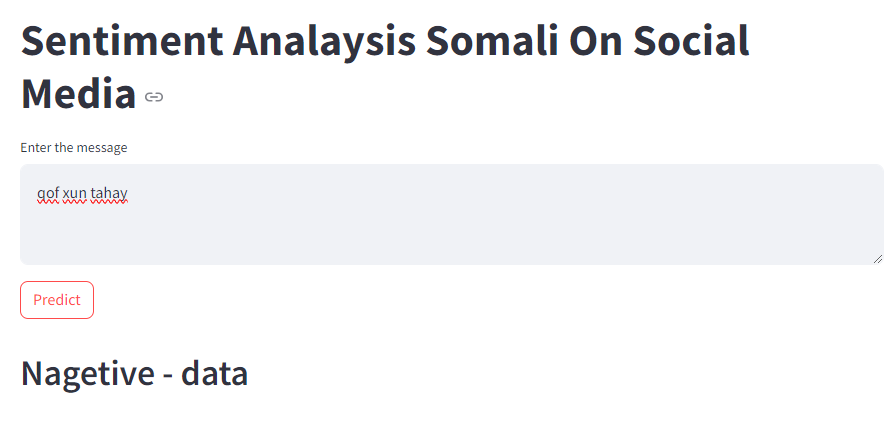 Sentiment Analaysis Somali On Social
Media
Enter the message
qof xun tahay
Predict
Nagetive - data